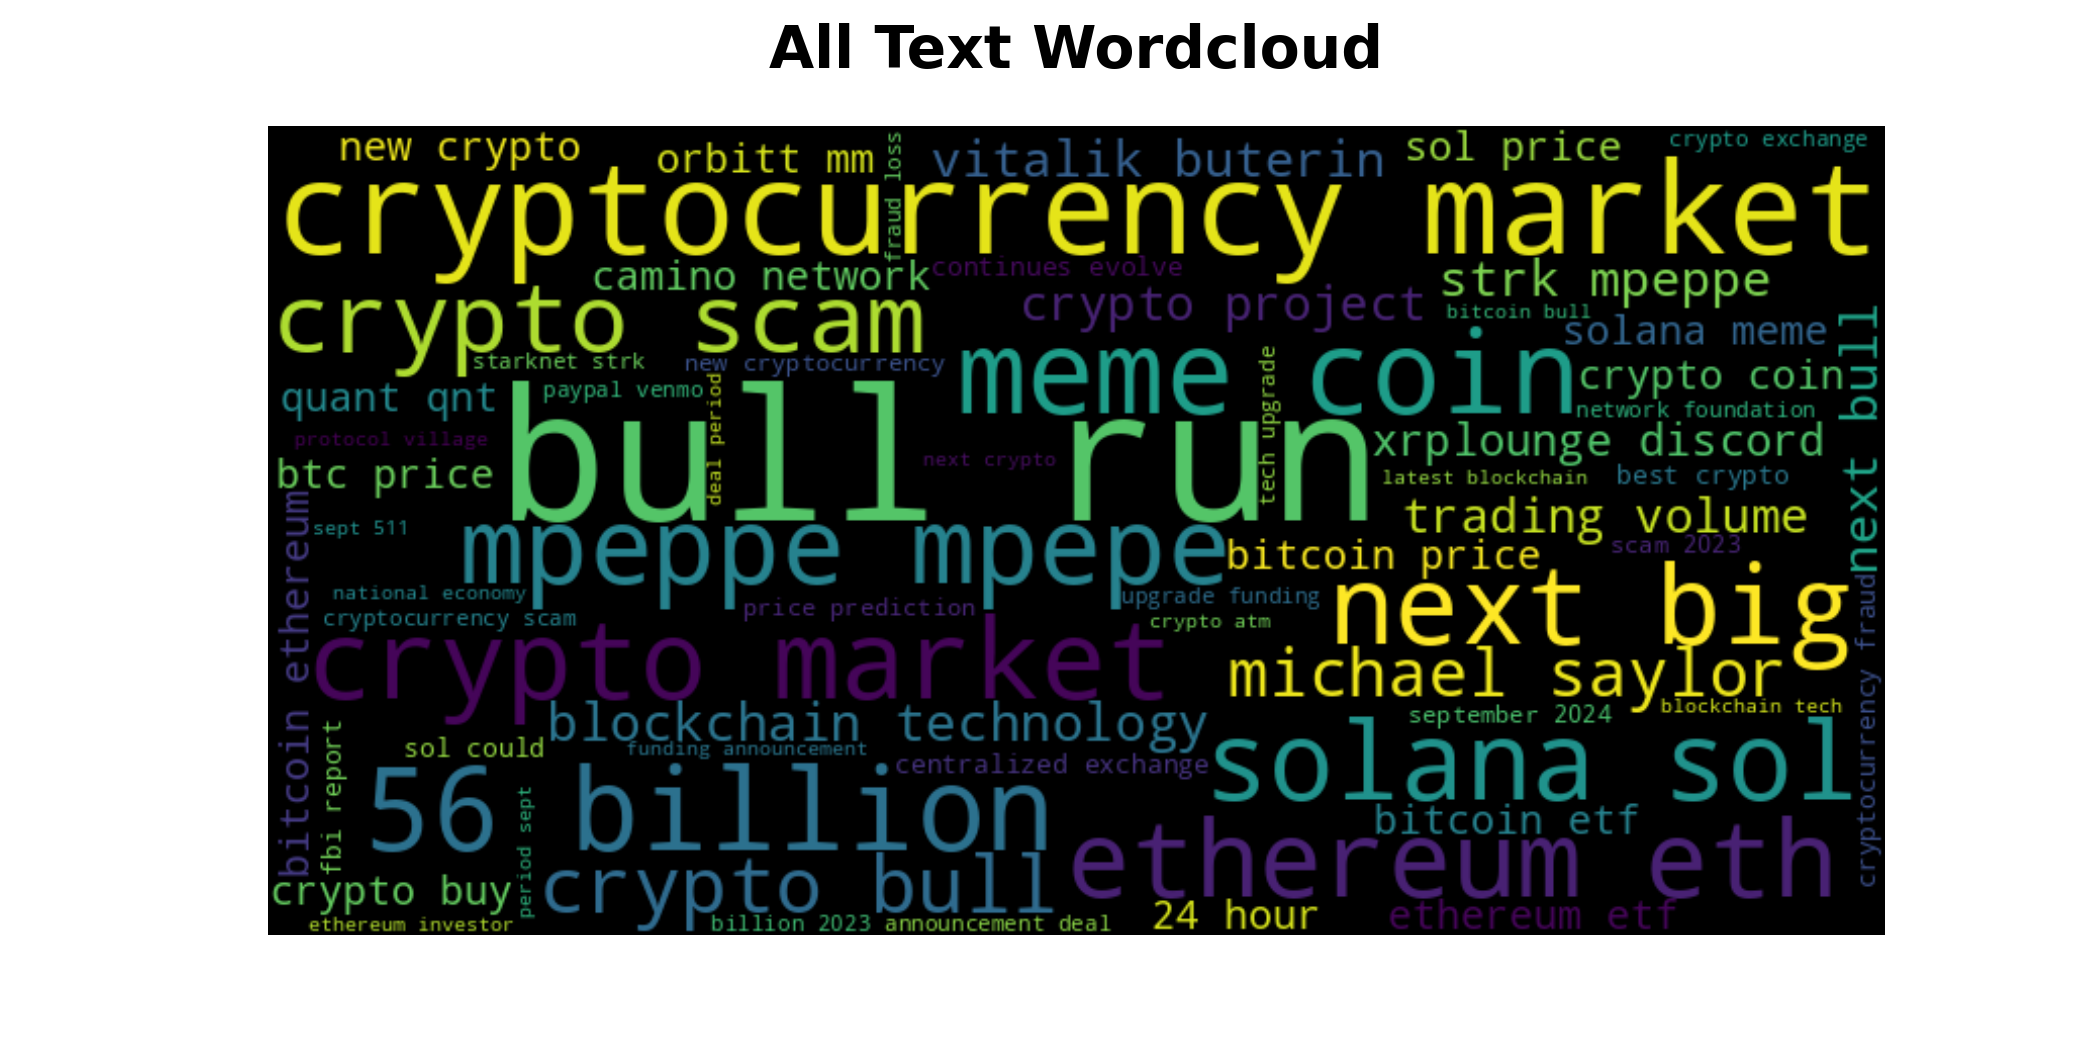 All Text Wordcloud
new crypto
orbitt mm
fraud loss
vitalik buterin
sol price
crypto exchange
cryptocurrency market
camino network
continues evolve
strk mpeppe
crypto scam
crypto project
bitcoin bull
solana meme
starknet strk
new cryptocurrency
meme coin
crypto coin
next bull
quant qnt
paypal venmo
deal period
bull run
tech upgrade
network foundation
protocol village
next crypto
xrplounge discord
btc price
latest blockchain
best crypto
bitcoin ethereum
sept 511
mpeppe mpepe
trading volume
bitcoin price
scam 2023
national economy
price prediction
upgrade funding
next big
cryptocurrency fraud
cryptocurrency scam
crypto atm
crypto market
michael saylor
blockchain technology
september 2024
blockchain tech
fbi report
sol could
funding announcement
centralized exchange
solana sol
56 billion
period sept
bitcoin etf
crypto buy
crypto bull
ethereum eth
ethereum investor
billion 2023
announcement deal
24 hour
ethereum etf